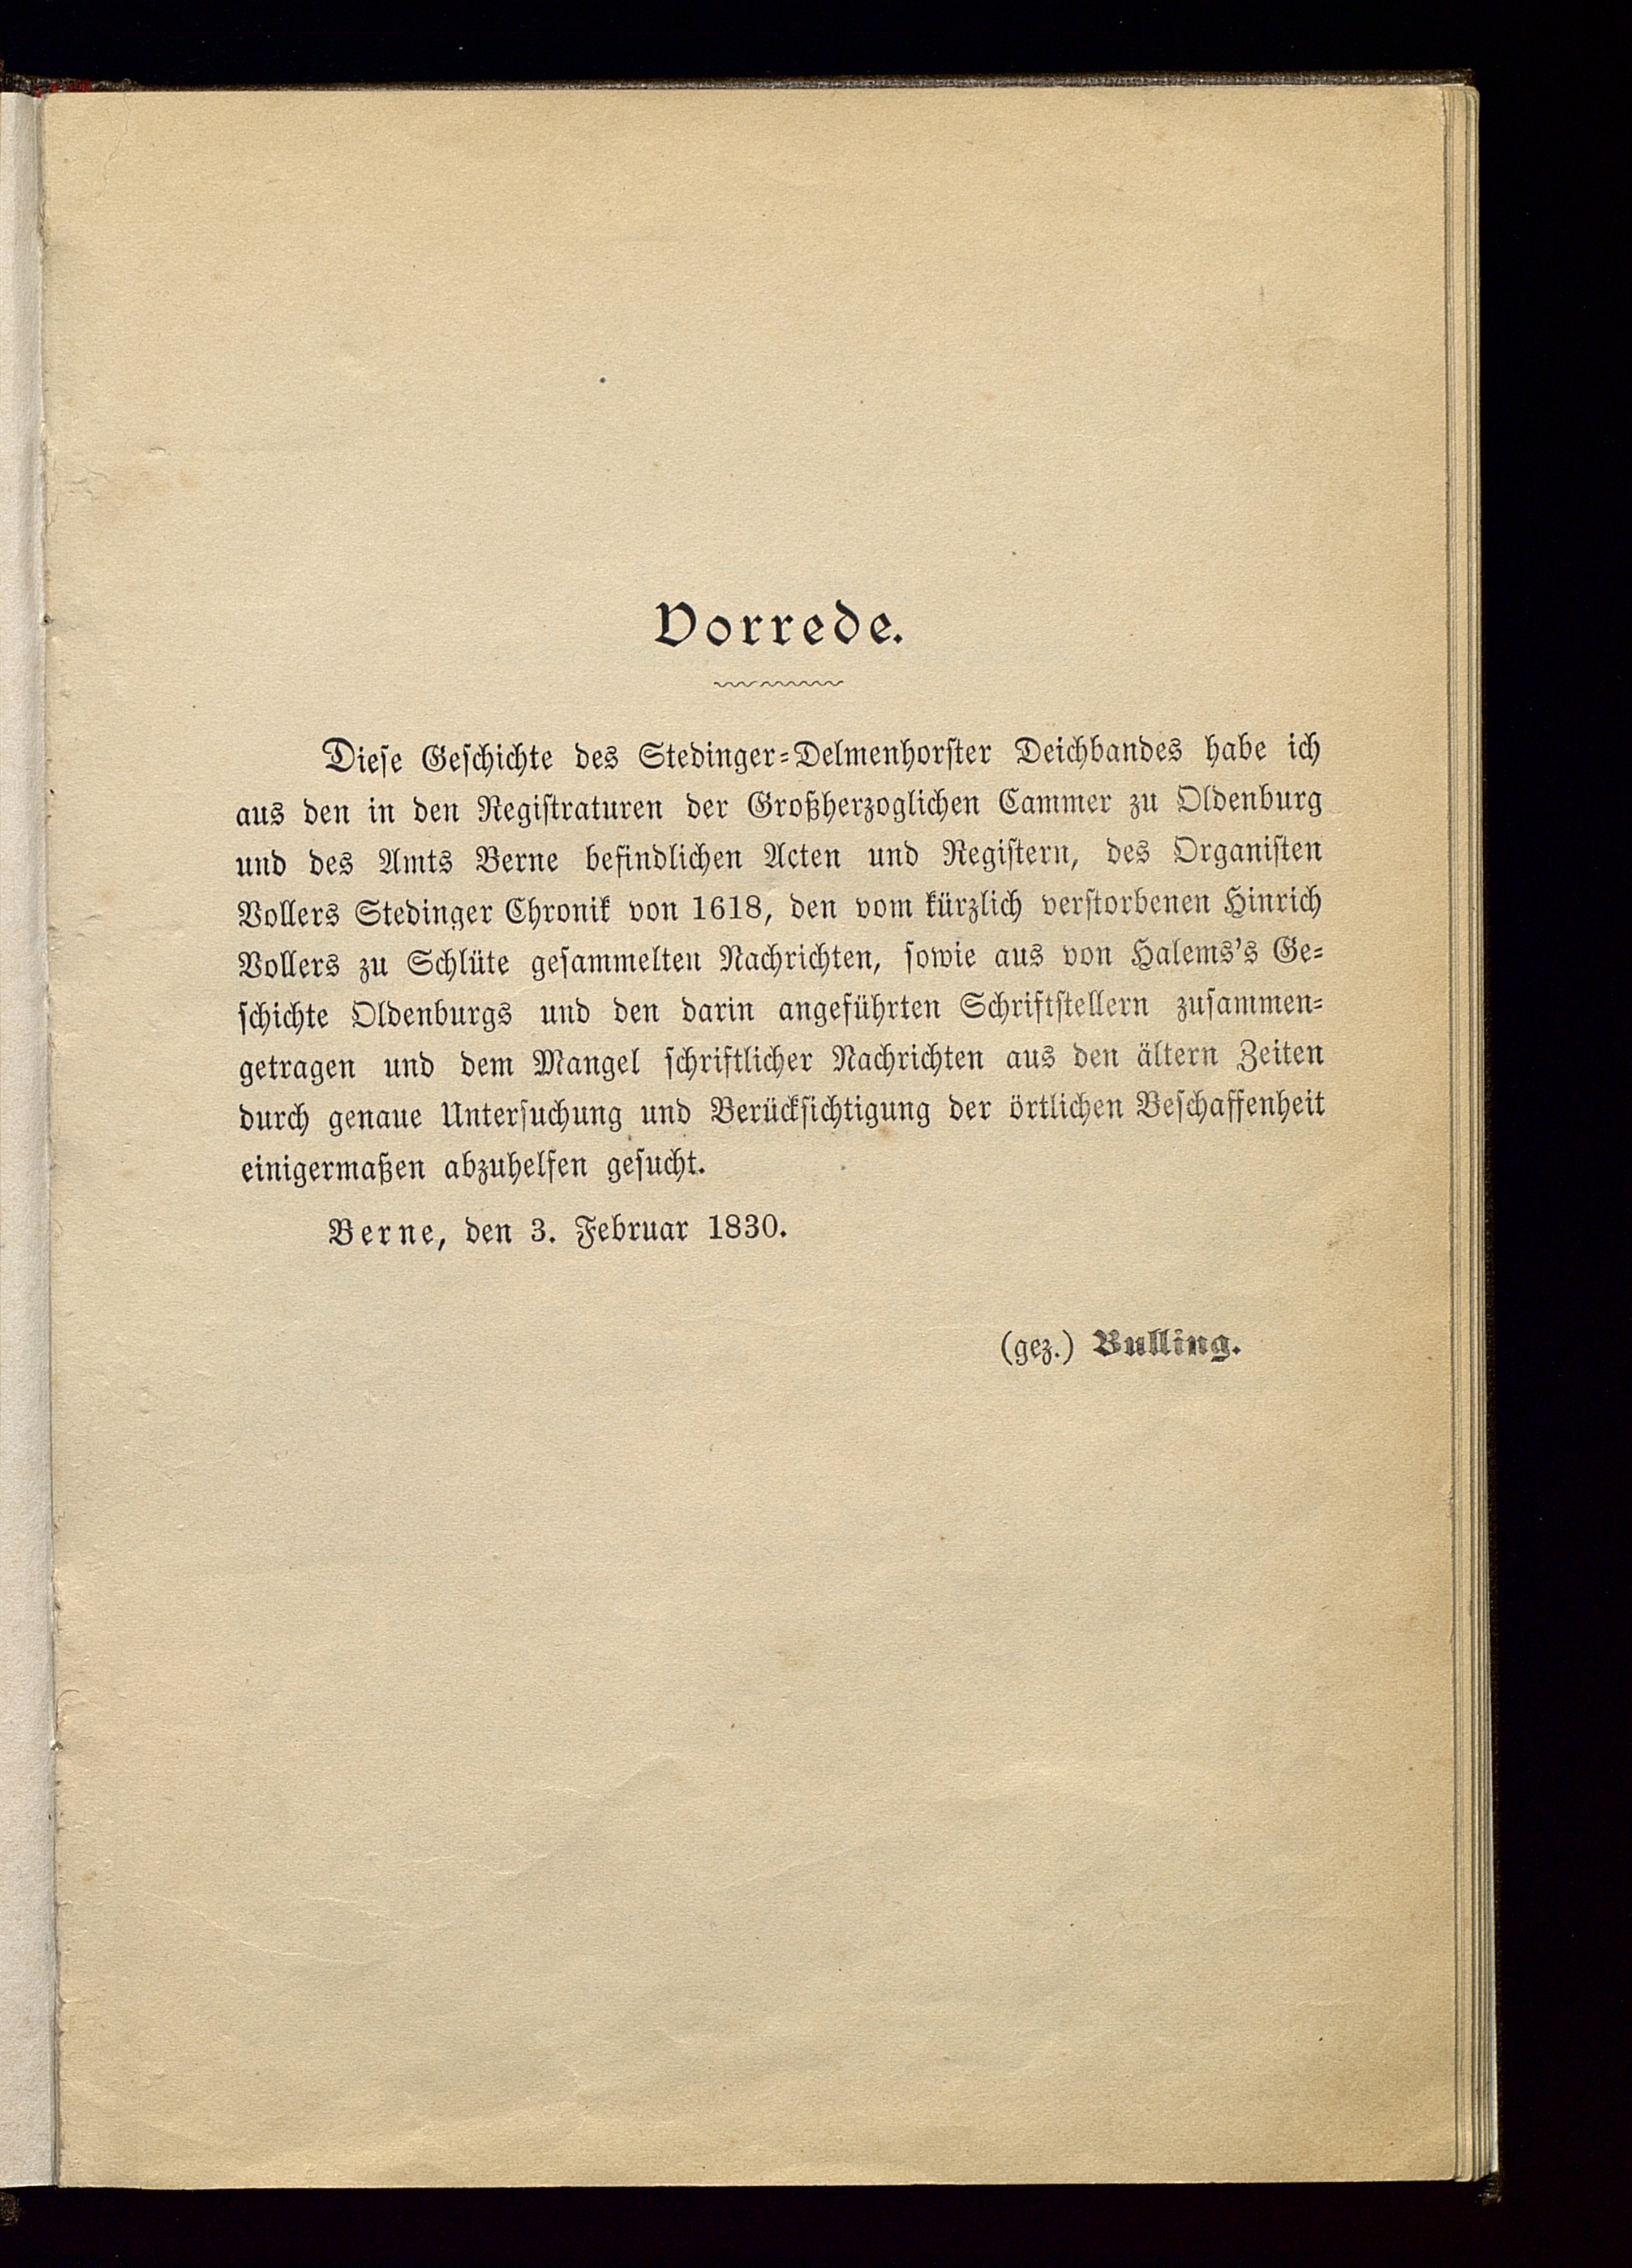 Vorrede.
Diese Geschichte des Stedinger-Delmenhorster Deichbandes habe ich
aus den in den Registraturen der Großherzoglichen Cammer zu Oldenburg
und des Amts Berne befindlichen Acten und Registern, des Organisten
Vollers Stedinger Chronik von 1618, den vom kürzlich verstorbenen Hinrich
Vollers zu Schlüte gesammelten Nachrichten, sowie aus von Halems's Ge-
schichte Oldenburgs und den darin angeführten Schriftstellern zusammen-
getragen und dem Mangel schriftlicher Nachrichten aus den ältern Zeiten
durch genaue Untersuchung und Berücksichtigung der örtlichen Beschaffenheit
einigermaßen abzuhelfen gesucht.
Berne, den 3. Februar 1830.
(gez.) Bulling.